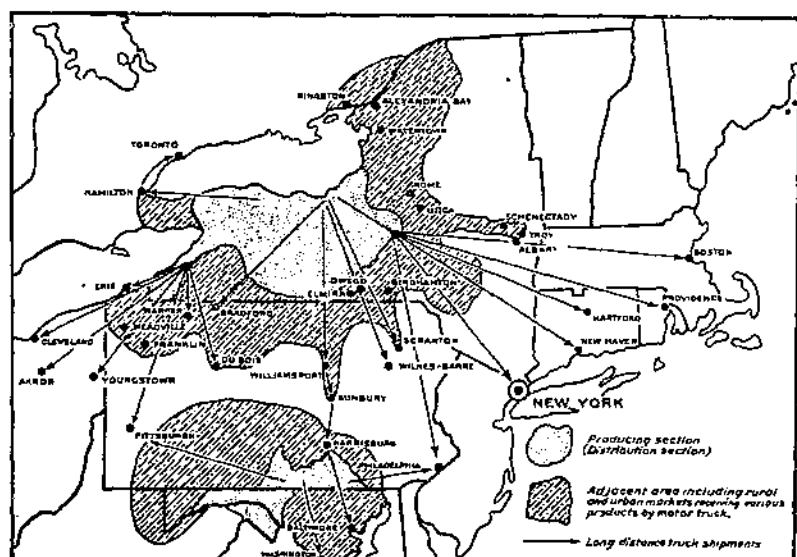 KINGSTON
ALEXANDRIA BAY
WATERTOWN
TORONTO
HAMILTON
ROME
UTICA
SCHENECTADY
TROY
ALBANY
BOSTON
ERIE
OWEGO
BINGHAMTON
ELMIRA
PROVIDENCE
WARREN
BRADFORD
HARTFORD
MEADVILLE
CLEVELAND
FRANKLIN
SCRANTON
NEW HAVEN
AKRON
YOUNGSTOWN
DU BOIS
WILLIAMSPORT
WILKES-BARRE
SUNBURY
NEW YORK
PITTSBURGH
HARRISBURG
PHILADELPHIA
BALTIMORE
WASHINGTON
Producing section
(Distribution section)
Adjacent area including rural
and urban markets receiving various
products by motor truck.
Long distance truck shipments